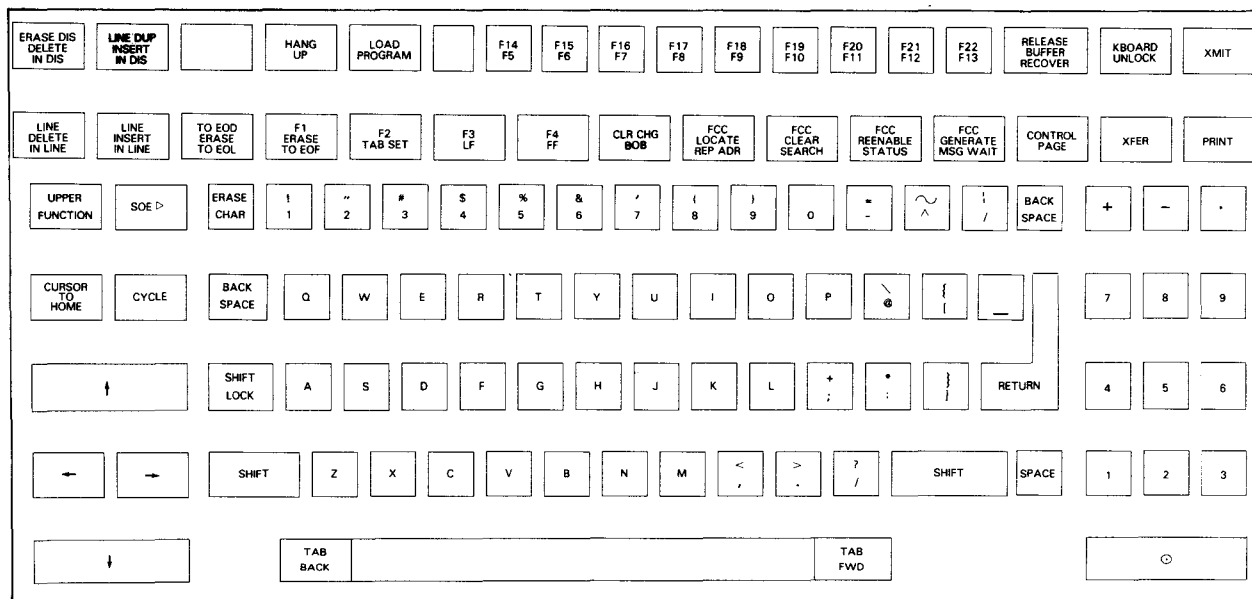 ERASE DIS
DELETE
IN DIS
LINE DUP
INSERT
IN DIS
HANG
UP
LOAD
PROGRAM
F14
F5
F15
F6
F16
F7
F17
F8
F18
F9
F19
F10
F20
F11
F21
F12
F22
F13
RELEASE
BUFFER
RECOVER
KBOARD
UNLOCK
XMIT
LINE
DELETE
IN LINE
LINE
INSERT
IN LINE
TO EOD
ERASE
TO EOL
F1
ERASE
TO EOF
F2
TAB SET
F3
LF
F4
FF
CLR CHG
BOB
FCC
LOCATE
REP ADR
FCC
CLEAR
SEARCH
FCC
REENABLE
STATUS
FCC
GENERATE
MSG WAIT
CONTROL
PAGE
XFER
PRINT
UPPER
FUNCTION
SOE ▷
ERASE
CHAR
!
1
"
2
#
3
$
4
%
5
&
6
'
7
(
8
)
9
0
=
-
~
^
¦
/
BACK
SPACE
+
−
.
CURSOR
TO
HOME
CYCLE
BACK
SPACE
Q
W
E
R
T
Y
U
I
O
P
\
@
{
[
_
7
8
9
↑
SHIFT
LOCK
A
S
D
F
G
H
J
K
L
+
;
*
:
}
]
RETURN
4
5
6
←
→
SHIFT
Z
X
C
V
B
N
M
<
,
>
.
?
/
SHIFT
SPACE
1
2
3
↓
TAB
BACK
TAB
FWD
⊙